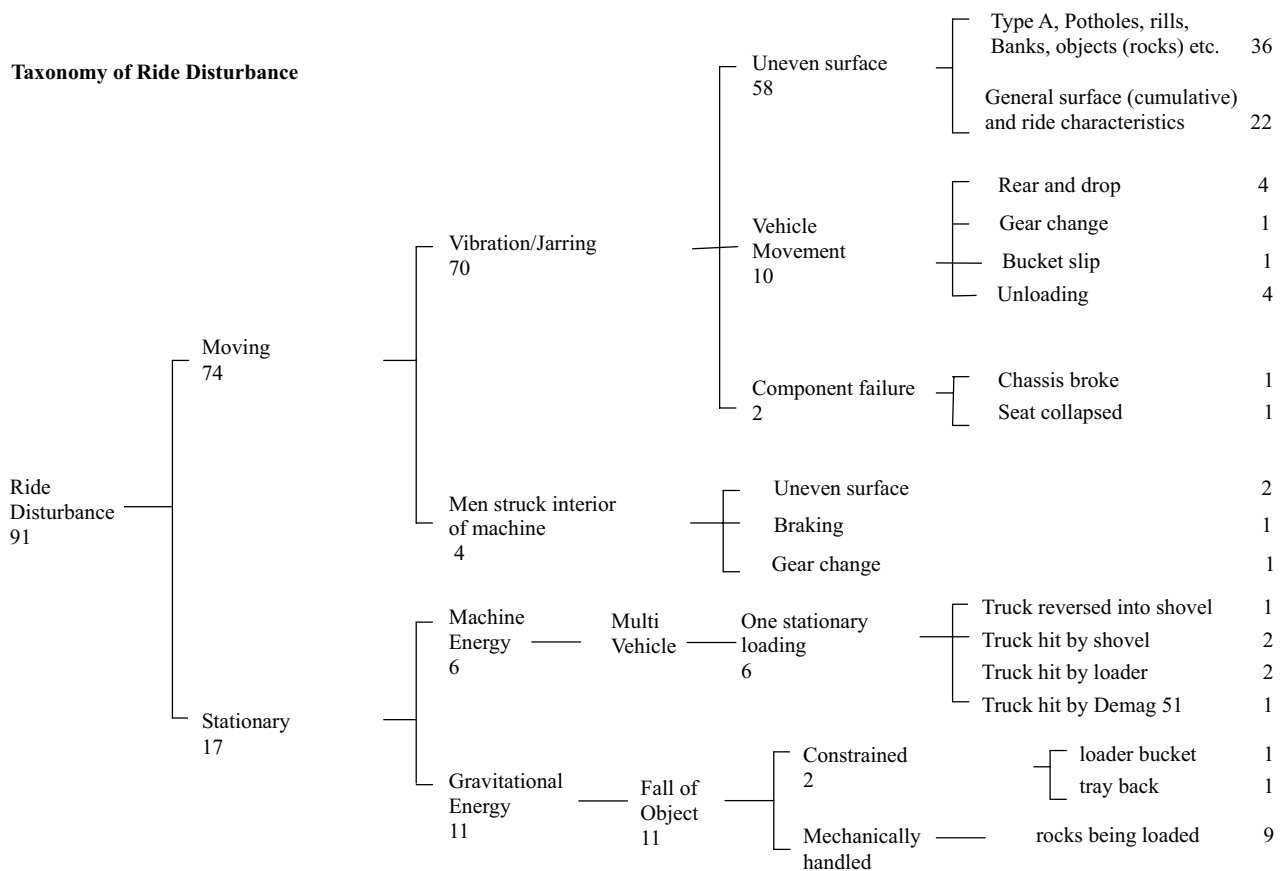 Taxonomy of Ride Disturbance
Ride
Disturbance
91
Moving
74
Stationary
17
Vibration/Jarring
70
Men struck interior
of machine
4
Machine
Energy
6
Gravitational
Energy
11
Uneven surface
58
Vehicle
Movement
10
Component failure
2
Type A, Potholes, rills,
Banks, objects (rocks) etc. 36
General surface (cumulative)
and ride characteristics 22
Rear and drop 4
Gear change 1
Bucket slip 1
Unloading 4
Chassis broke 1
Seat collapsed 1
Uneven surface 2
Braking 1
Gear change 1
Multi
Vehicle
One stationary
loading
6
Truck reversed into shovel 1
Truck hit by shovel 2
Truck hit by loader 2
Truck hit by Demag 51 1
Fall of
Object
11
Constrained
2
loader bucket 1
tray back 1
Mechanically
handled
rocks being loaded 9